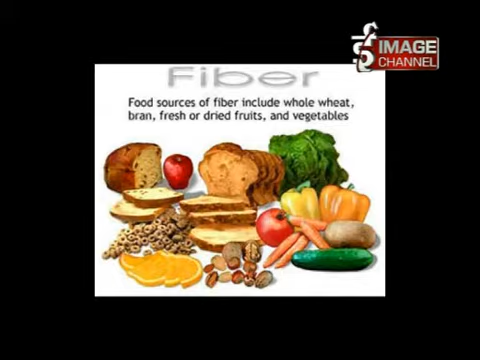 IMAGE
CHANNEL
Fiber
Food sources of fiber include whole wheat,
bran, fresh or dried fruits, and vegetables